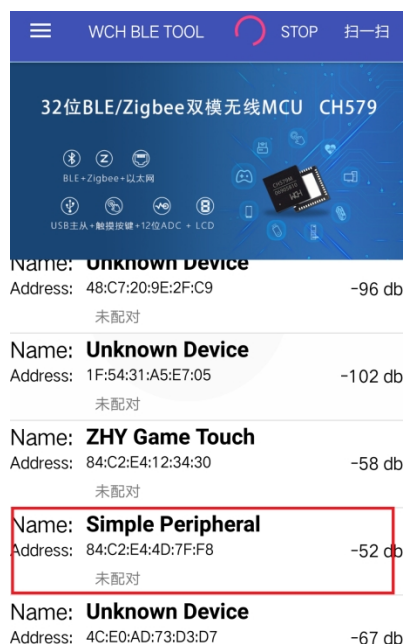 WCH BLE TOOL STOP 扫一扫
32位BLE/Zigbee双模无线MCU CH579
BLE+Zigbee+以太网
USB主从+触摸按键+12位ADC + LCD
Name: Unknown Device
Address: 48:C7:20:9E:2F:C9 -96 db
未配对
Name: Unknown Device
Address: 1F:54:31:A5:E7:05 -102 db
未配对
Name: ZHY Game Touch
Address: 84:C2:E4:12:34:30 -58 db
未配对
Name: Simple Peripheral
Address: 84:C2:E4:4D:7F:F8 -52 db
未配对
Name: Unknown Device
Address: 4C:E0:AD:73:D3:D7 -67 db